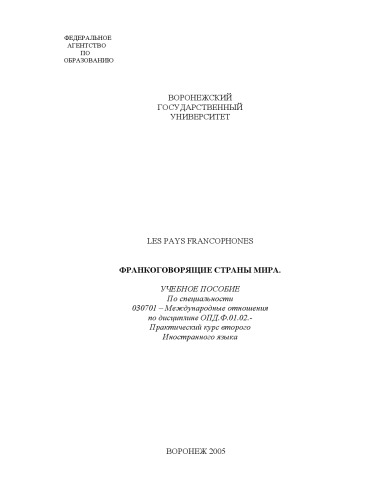 ФЕДЕРАЛЬНОЕ
АГЕНТСТВО
ПО
ОБРАЗОВАНИЮ
ВОРОНЕЖСКИЙ
ГОСУДАРСТВЕННЫЙ
УНИВЕРСИТЕТ
LES PAYS FRANCOPHONES
ФРАНКОГОВОРЯЩИЕ СТРАНЫ МИРА.
УЧЕБНОЕ ПОСОБИЕ
По специальности
030701 – Международные отношения
по дисциплине ОПД.Ф.01.02.-
Практический курс второго
Иностранного языка
ВОРОНЕЖ 2005